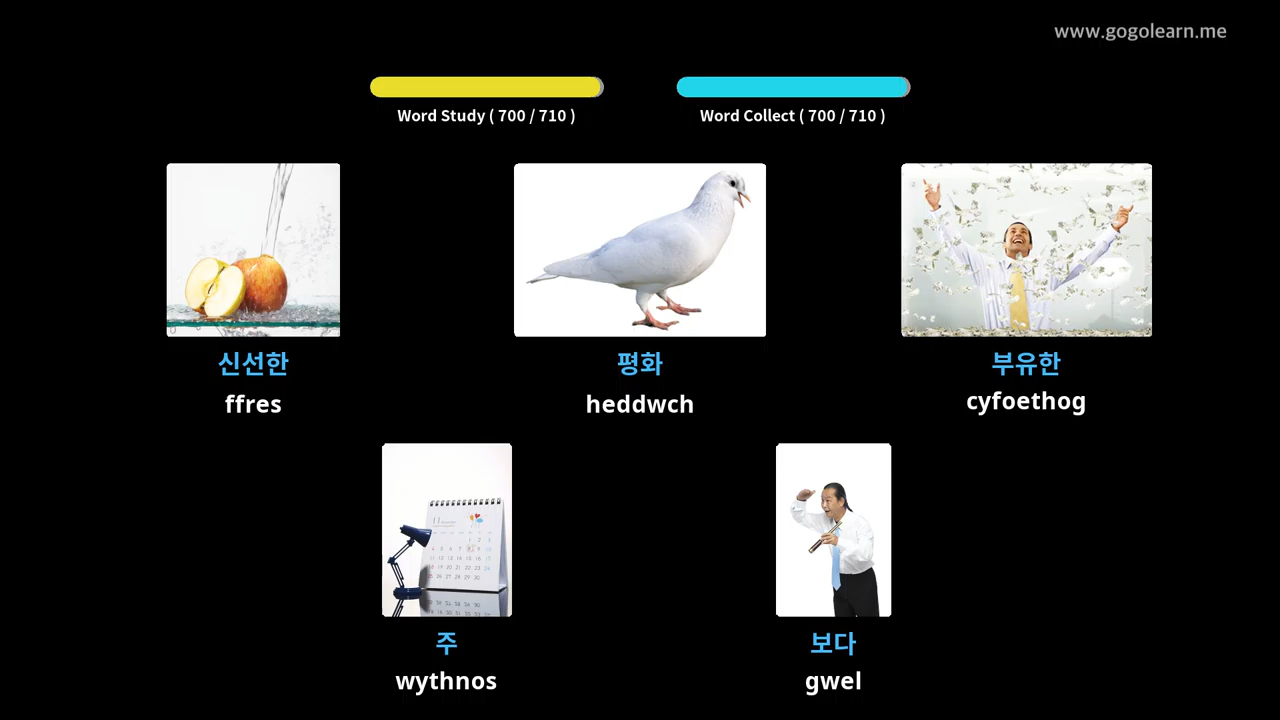 www.gogolearn.me
Word Study ( 700 / 710 )
Word Collect ( 700 / 710 )
신선한
ffres
평화
heddwch
부유한
cyfoethog
주
wythnos
보다
gwel